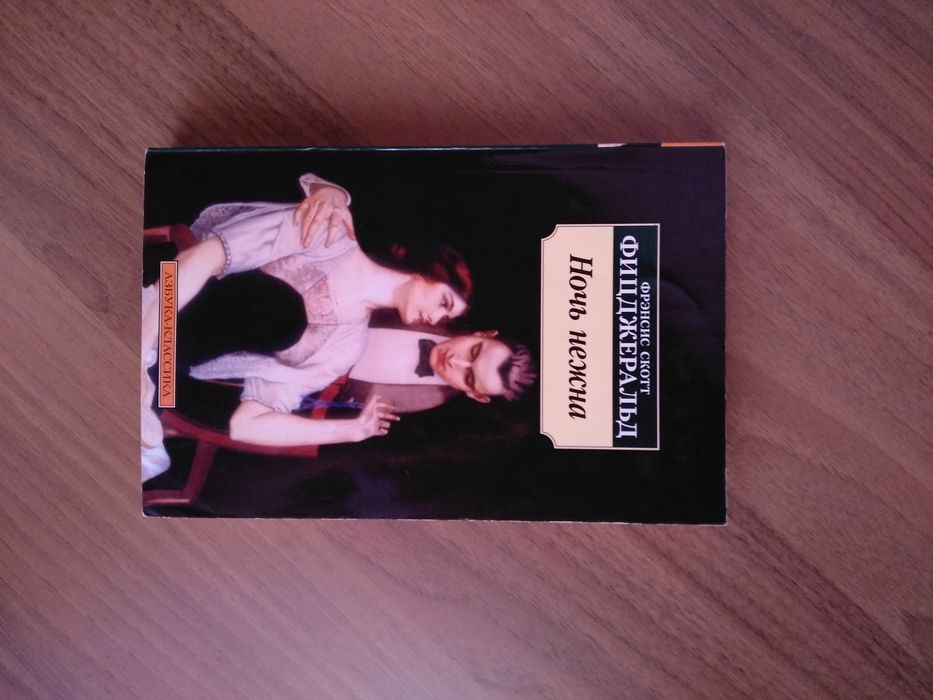 ФРЭНСИС СКОТТ
ФИЦДЖЕРАЛЬД
Ночь нежна
АЗБУКА-КЛАССИКА